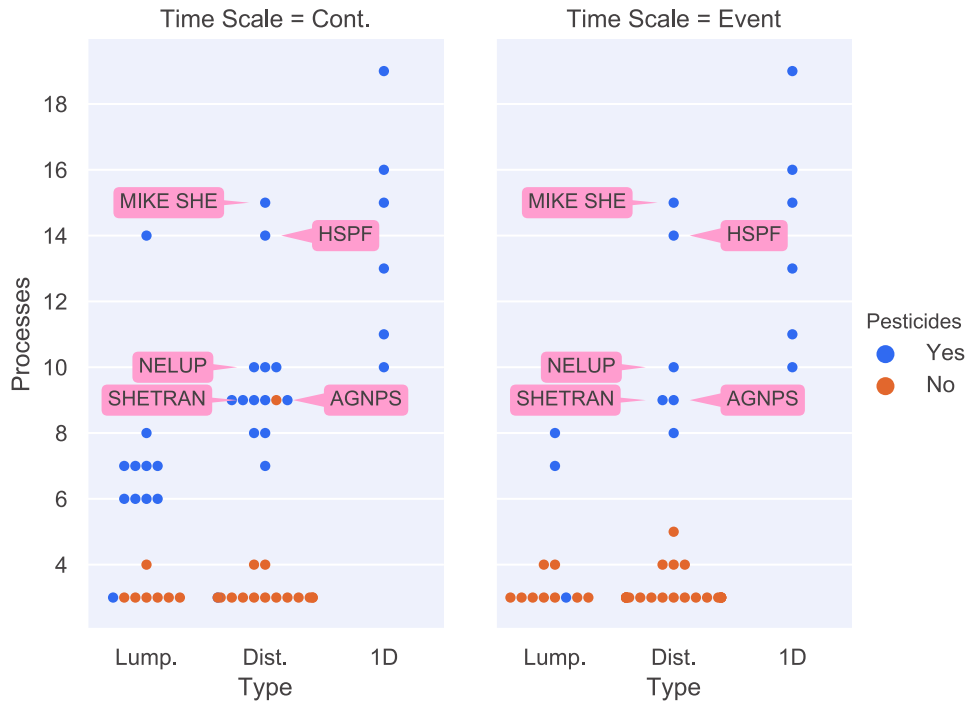 Time Scale = Cont.
Time Scale = Event
Processes
18
16
14
12
10
8
6
4
MIKE SHE
HSPF
NELUP
SHETRAN
AGNPS
MIKE SHE
HSPF
NELUP
SHETRAN
AGNPS
Pesticides
Yes
No
Lump.
Dist.
1D
Type
Lump.
Dist.
1D
Type